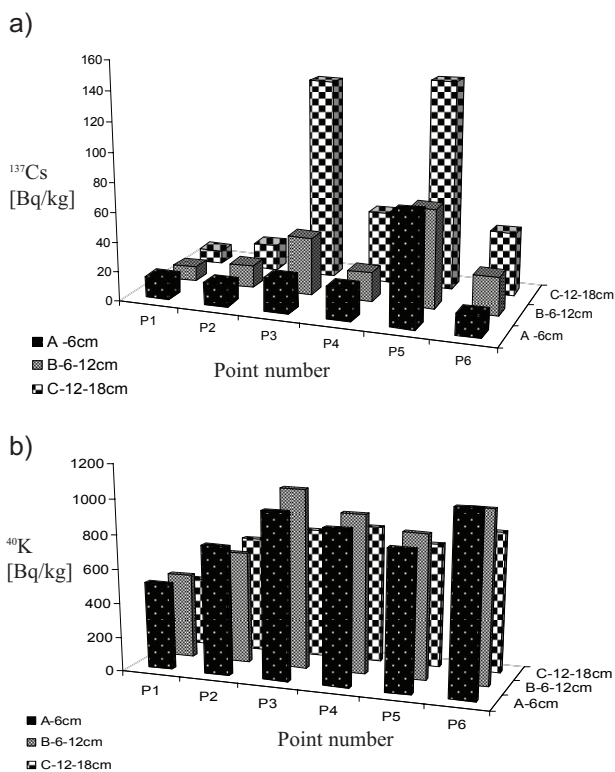 a)
160
140
120
100
80
60
40
20
0
¹³⁷Cs
[Bq/kg]
P1 P2 P3 P4 P5 P6
C-12-18cm
B-6-12cm
A -6cm
Point number
A -6cm
B-6-12cm
C-12-18cm
b)
1200
1000
800
600
400
200
0
⁴⁰K
[Bq/kg]
P1 P2 P3 P4 P5 P6
C-12-18cm
B-6-12cm
A-6cm
Point number
A-6cm
B-6-12cm
C-12-18cm